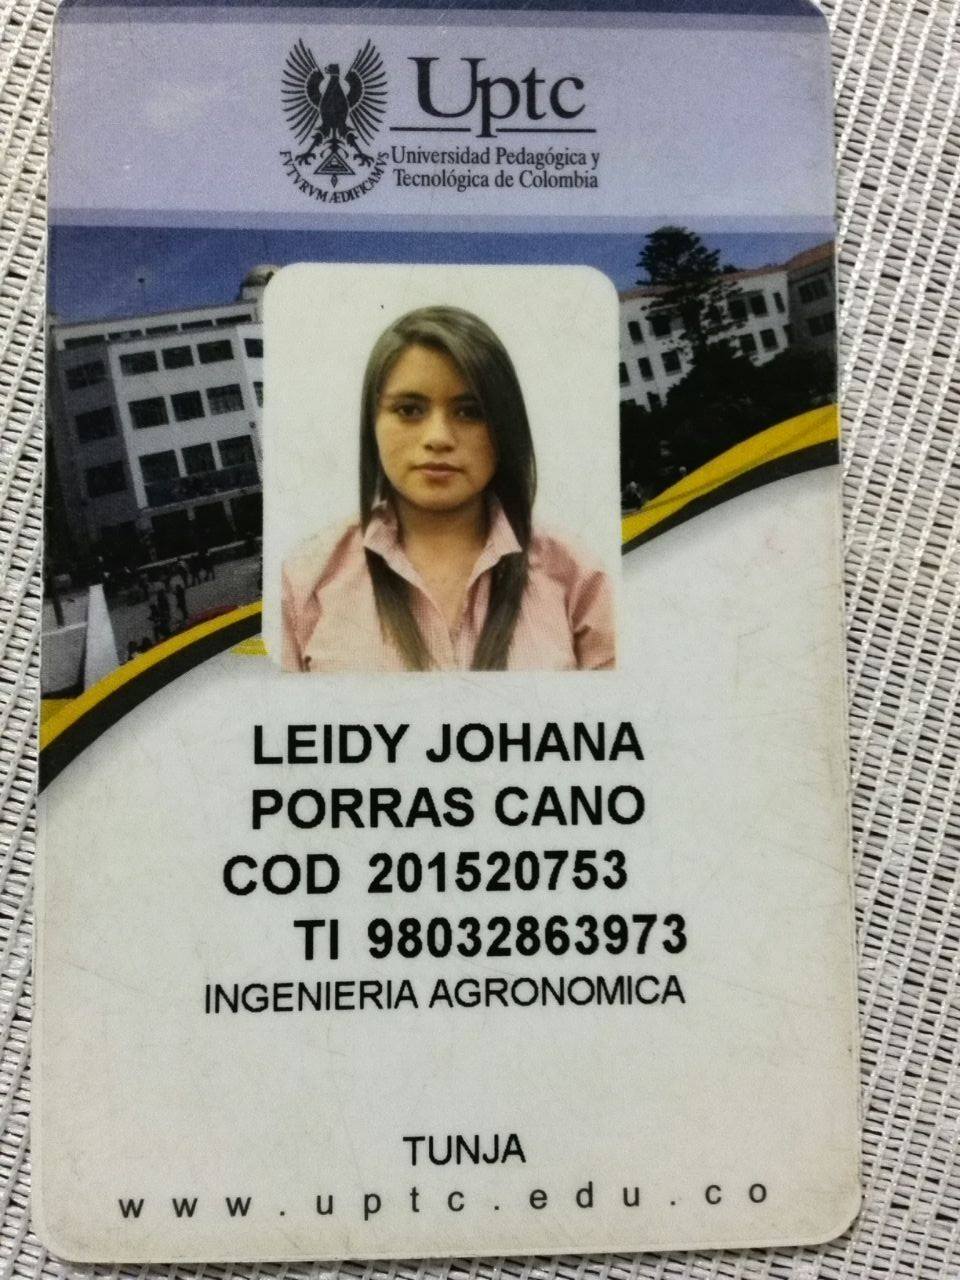 Uptc
Universidad Pedagógica y
Tecnológica de Colombia
FVTVRVM ÆDIFICAMVS
LEIDY JOHANA
PORRAS CANO
COD 201520753
TI 98032863973
INGENIERIA AGRONOMICA
TUNJA
www.uptc.edu.co